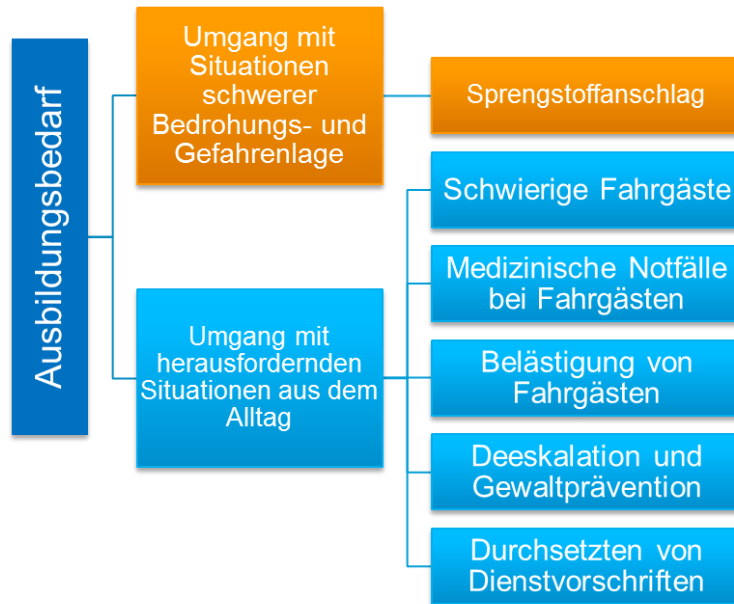 Ausbildungsbedarf
Umgang mit
Situationen
schwerer
Bedrohungs- und
Gefahrenlage
Sprengstoffanschlag
Umgang mit
herausfordernden
Situationen aus dem
Alltag
Schwierige Fahrgäste
Medizinische Notfälle
bei Fahrgästen
Belästigung von
Fahrgästen
Deeskalation und
Gewaltprävention
Durchsetzten von
Dienstvorschriften